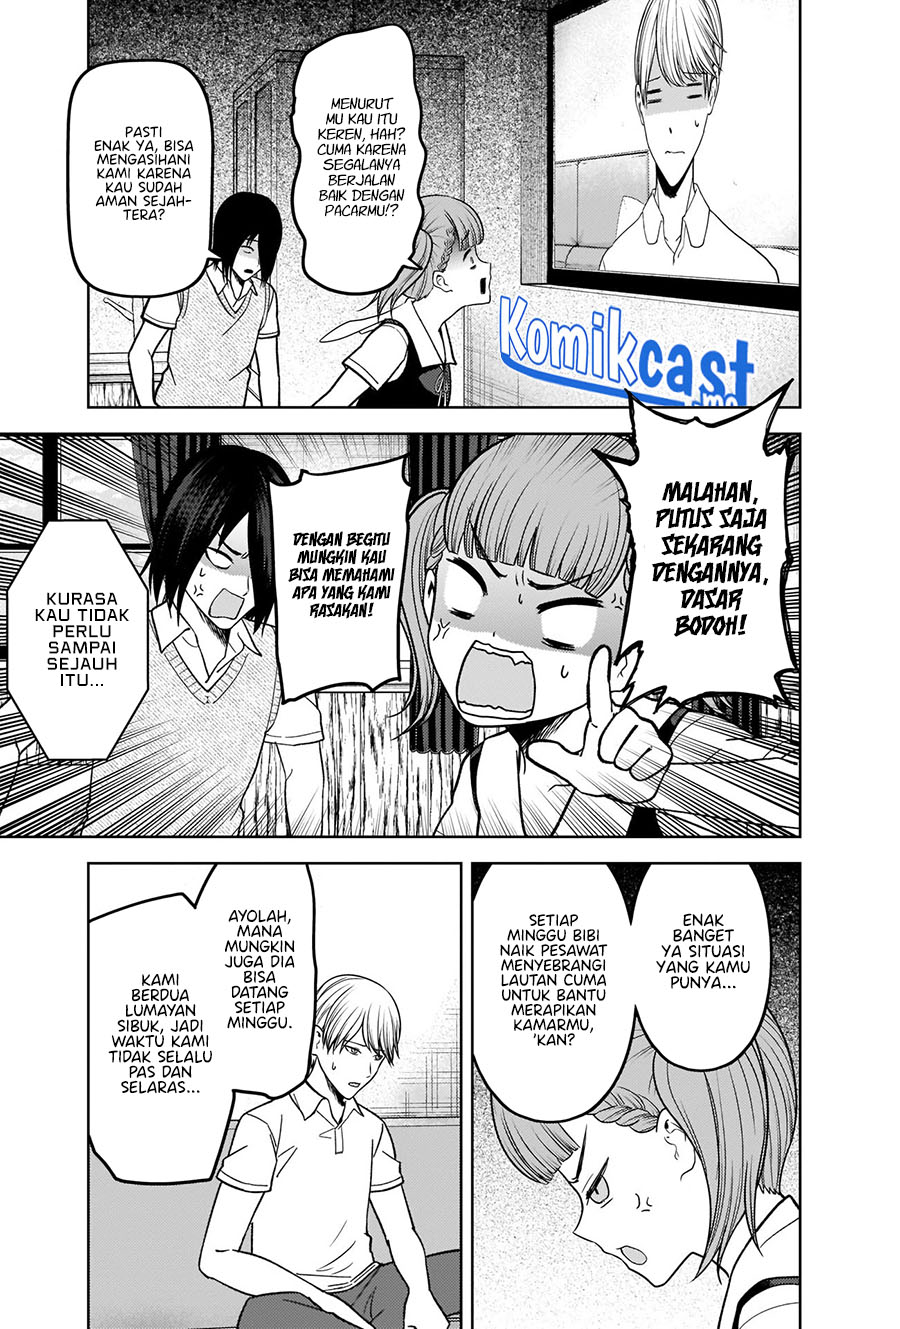 MENURUT
MU KAU ITU
KEREN, HAH?
CUMA KARENA
SEGALANYA
BERJALAN
BAIK DENGAN
PACARMU!?
PASTI
ENAK YA, BISA
MENGASIHANI
KAMI KARENA
KAU SUDAH
AMAN SEJAH-
TERA?
Komikcast
MALAHAN,
PUTUS SAJA
SEKARANG
DENGANNYA,
DASAR
BODOH!
DENGAN BEGITU
MUNGKIN KAU
BISA MEMAHAMI
APA YANG KAMI
RASAKAN!
KURASA
KAU TIDAK
PERLU
SAMPAI
SEJAUH
ITU...
ENAK
BANGET
YA SITUASI
YANG KAMU
PUNYA...
SETIAP
MINGGU BIBI
NAIK PESAWAT
MENYEBRANGI
LAUTAN CUMA
UNTUK BANTU
MERAPIKAN
KAMARMU,
'KAN?
AYOLAH,
MANA
MUNGKIN
JUGA DIA
BISA
DATANG
SETIAP
MINGGU.
KAMI
BERDUA
LUMAYAN
SIBUK, JADI
WAKTU KAMI
TIDAK SELALU
PAS DAN
SELARAS...